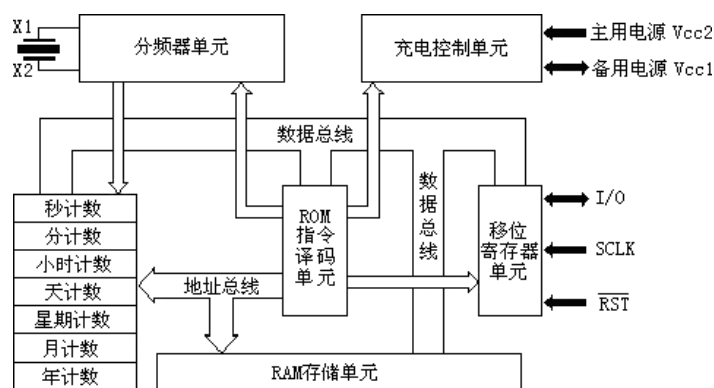 X1
X2
分频器单元
充电控制单元
主用电源 Vcc2
备用电源 Vcc1
数据总线
数据总线
秒计数
分计数
小时计数
天计数
星期计数
月计数
年计数
ROM
指令
译码
单元
地址总线
移位
寄存器
单元
I/O
SCLK
RST
RAM存储单元